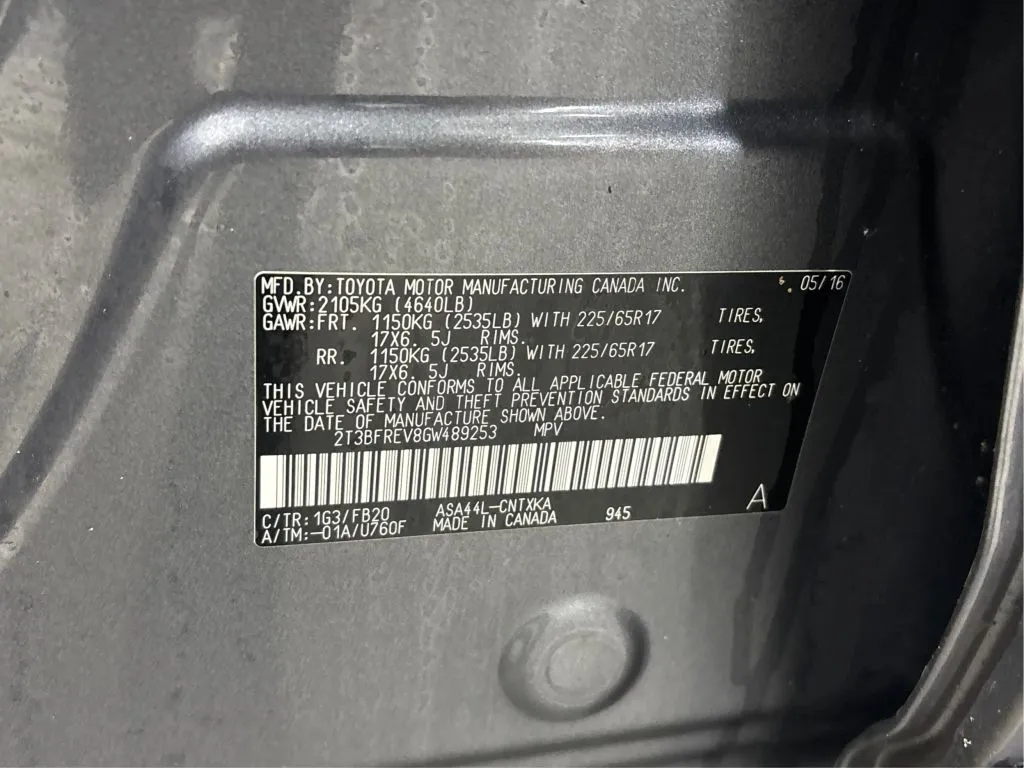 MFD.BY:TOYOTA MOTOR MANUFACTURING CANADA INC. 05/16
GVWR:2105KG (4640LB)
GAWR:FRT. 1150KG (2535LB) WITH 225/65R17 TIRES,
17X6. 5J RIMS.
RR. 1150KG (2535LB) WITH 225/65R17 TIRES,
17X6. 5J RIMS.
THIS VEHICLE CONFORMS TO ALL APPLICABLE FEDERAL MOTOR
VEHICLE SAFETY AND THEFT PREVENTION STANDARDS IN EFFECT ON
THE DATE OF MANUFACTURE SHOWN ABOVE.
2T3BFREV8GW489253 MPV
C/TR:1G3/FB20 ASA44L-CNTXKA
A/TM:-01A/U760F MADE IN CANADA 945 A